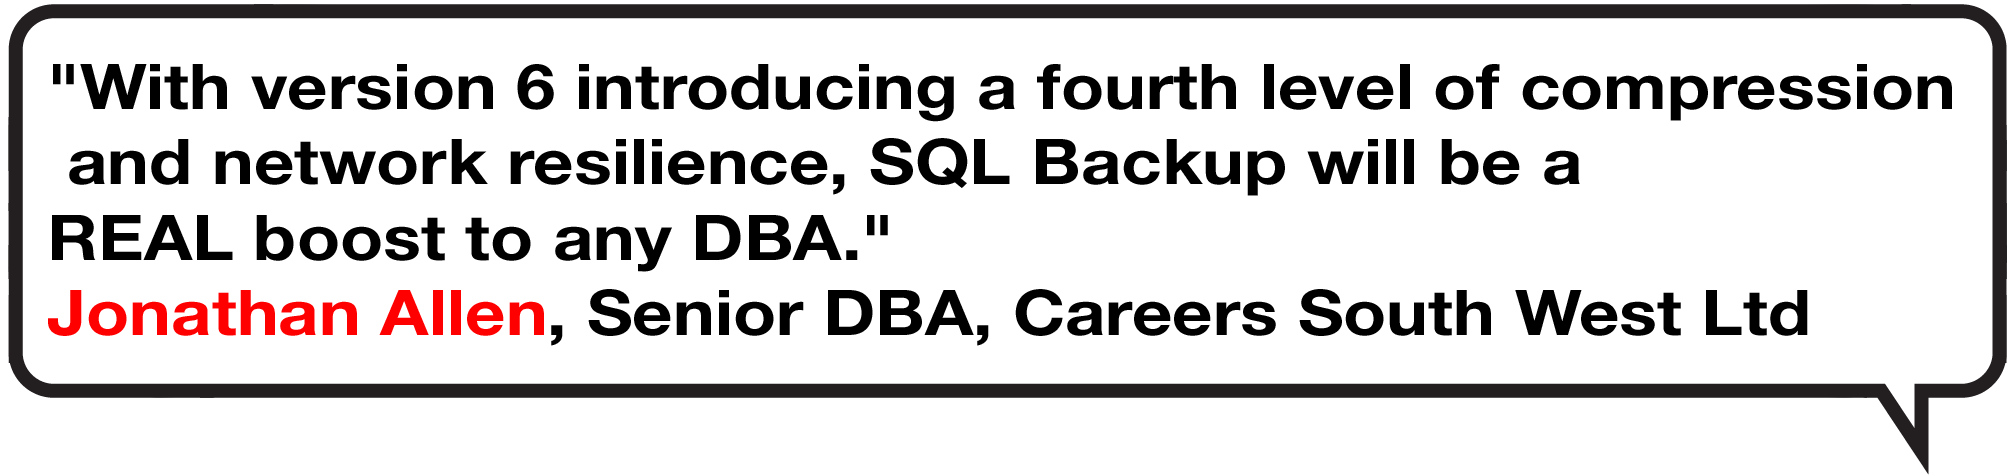 "With version 6 introducing a fourth level of compression
and network resilience, SQL Backup will be a
REAL boost to any DBA."
Jonathan Allen, Senior DBA, Careers South West Ltd